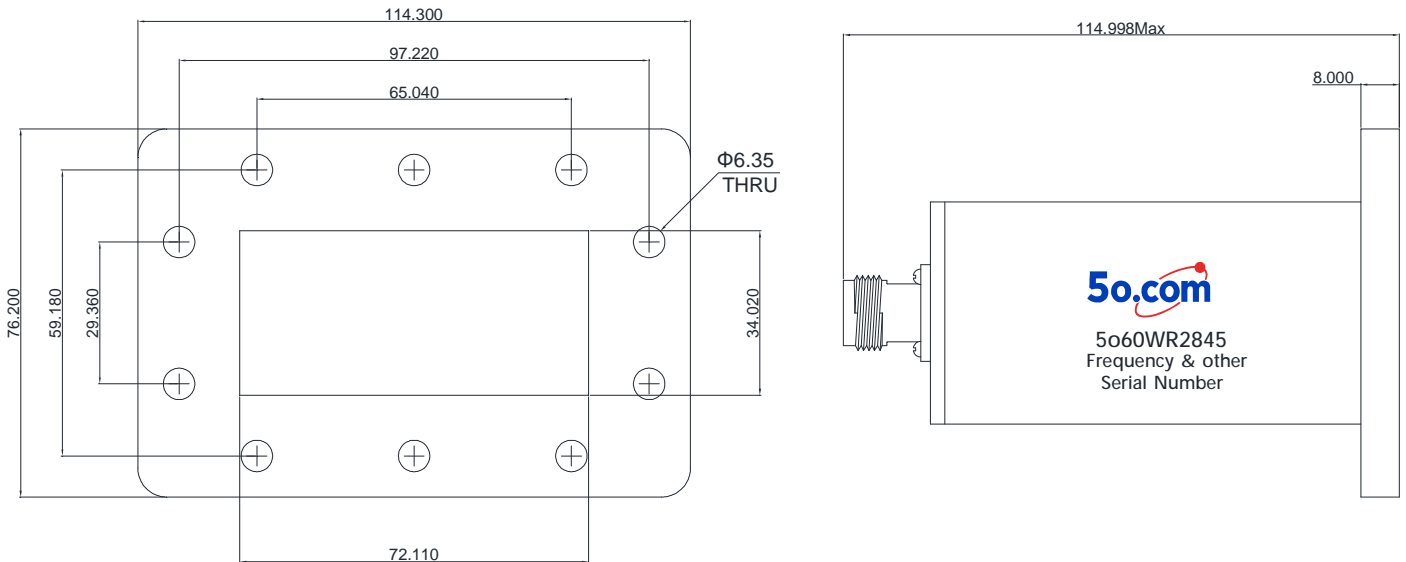 114.300
97.220
65.040
Φ6.35
THRU
76.200
59.180
29.360
34.020
72.110
114.998Max
8.000
5o.com
5o60WR2845
Frequency & other
Serial Number